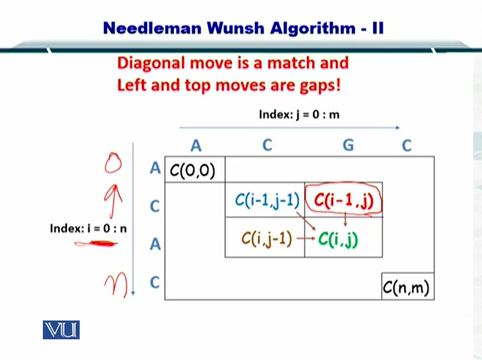 Needleman Wunsh Algorithm - II
Diagonal move is a match and
Left and top moves are gaps!
Index: j = 0 : m
A C G C
0
A C(0,0)
C C(i-1,j-1) C(i-1,j)
Index: i = 0 : n
A C(i,j-1) C(i,j)
n
C C(n,m)
VU